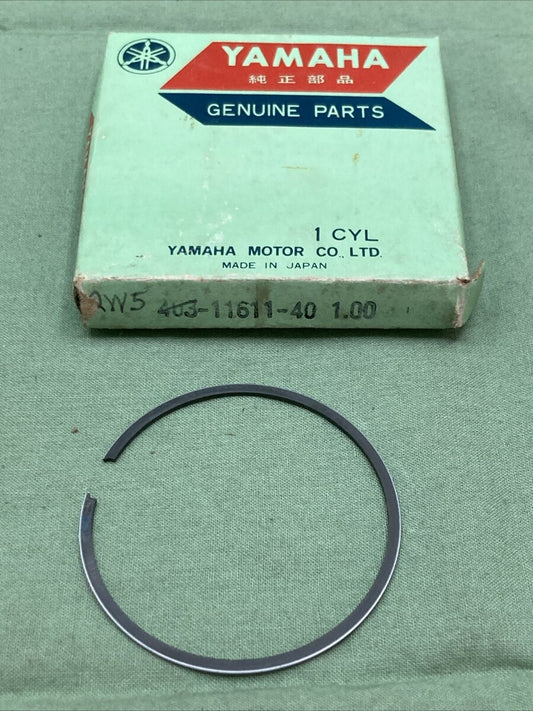 YAMAHA
純正部品
GENUINE PARTS
1 CYL
YAMAHA MOTOR CO., LTD.
MADE IN JAPAN
2W5 403-11611-40 1.00